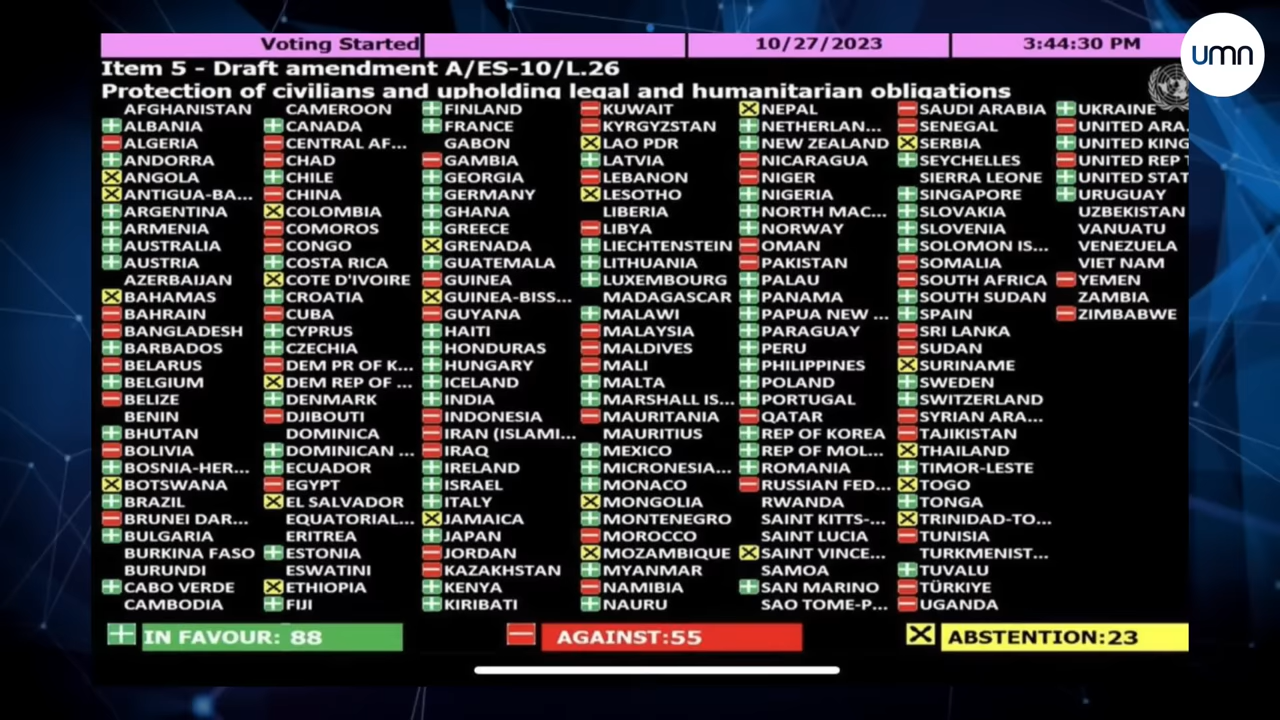 umn
Voting Started 10/27/2023 3:44:30 PM
Item 5 - Draft amendment A/ES-10/L.26
Protection of civilians and upholding legal and humanitarian obligations
AFGHANISTAN
ALBANIA
ALGERIA
ANDORRA
ANGOLA
ANTIGUA-BA...
ARGENTINA
ARMENIA
AUSTRALIA
AUSTRIA
AZERBAIJAN
BAHAMAS
BAHRAIN
BANGLADESH
BARBADOS
BELARUS
BELGIUM
BELIZE
BENIN
BHUTAN
BOLIVIA
BOSNIA-HER...
BOTSWANA
BRAZIL
BRUNEI DAR...
BULGARIA
BURKINA FASO
BURUNDI
CABO VERDE
CAMBODIA
CAMEROON
CANADA
CENTRAL AF...
CHAD
CHILE
CHINA
COLOMBIA
COMOROS
CONGO
COSTA RICA
COTE D'IVOIRE
CROATIA
CUBA
CYPRUS
CZECHIA
DEM PR OF K...
DEM REP OF ...
DENMARK
DJIBOUTI
DOMINICA
DOMINICAN ...
ECUADOR
EGYPT
EL SALVADOR
EQUATORIAL...
ERITREA
ESTONIA
ESWATINI
ETHIOPIA
FIJI
FINLAND
FRANCE
GABON
GAMBIA
GEORGIA
GERMANY
GHANA
GREECE
GRENADA
GUATEMALA
GUINEA
GUINEA-BISS...
GUYANA
HAITI
HONDURAS
HUNGARY
ICELAND
INDIA
INDONESIA
IRAN (ISLAMI...
IRAQ
IRELAND
ISRAEL
ITALY
JAMAICA
JAPAN
JORDAN
KAZAKHSTAN
KENYA
KIRIBATI
KUWAIT
KYRGYZSTAN
LAO PDR
LATVIA
LEBANON
LESOTHO
LIBERIA
LIBYA
LIECHTENSTEIN
LITHUANIA
LUXEMBOURG
MADAGASCAR
MALAWI
MALAYSIA
MALDIVES
MALI
MALTA
MARSHALL IS...
MAURITANIA
MAURITIUS
MEXICO
MICRONESIA...
MONACO
MONGOLIA
MONTENEGRO
MOROCCO
MOZAMBIQUE
MYANMAR
NAMIBIA
NAURU
NEPAL
NETHERLAN...
NEW ZEALAND
NICARAGUA
NIGER
NIGERIA
NORTH MAC...
NORWAY
OMAN
PAKISTAN
PALAU
PANAMA
PAPUA NEW ...
PARAGUAY
PERU
PHILIPPINES
POLAND
PORTUGAL
QATAR
REP OF KOREA
REP OF MOL...
ROMANIA
RUSSIAN FED...
RWANDA
SAINT KITTS-...
SAINT LUCIA
SAINT VINCE...
SAMOA
SAN MARINO
SAO TOME-P...
SAUDI ARABIA
SENEGAL
SERBIA
SEYCHELLES
SIERRA LEONE
SINGAPORE
SLOVAKIA
SLOVENIA
SOLOMON IS...
SOMALIA
SOUTH AFRICA
SOUTH SUDAN
SPAIN
SRI LANKA
SUDAN
SURINAME
SWEDEN
SWITZERLAND
SYRIAN ARA...
TAJIKISTAN
THAILAND
TIMOR-LESTE
TOGO
TONGA
TRINIDAD-TO...
TUNISIA
TURKMENIST...
TUVALU
TÜRKIYE
UGANDA
UKRAINE
UNITED ARA.
UNITED KING
UNITED REP T
UNITED STAT
URUGUAY
UZBEKISTAN
VANUATU
VENEZUELA
VIET NAM
YEMEN
ZAMBIA
ZIMBABWE
IN FAVOUR: 88 AGAINST:55 ABSTENTION:23